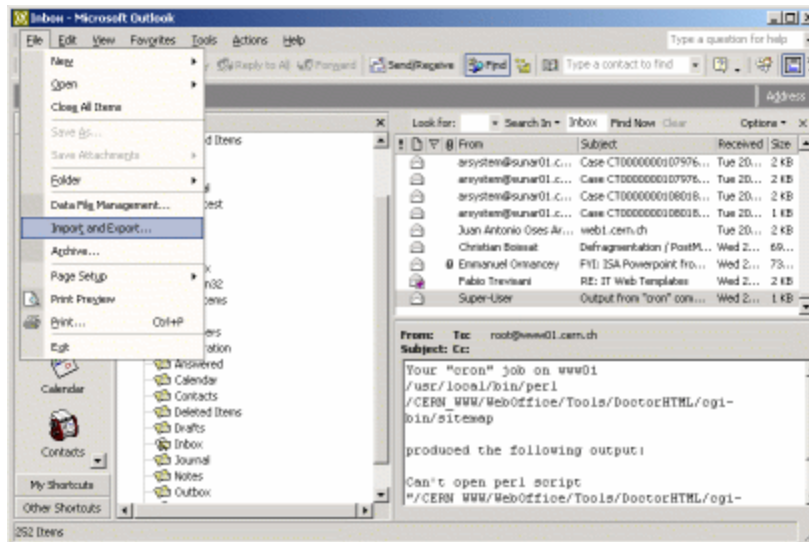 Inbox - Microsoft Outlook
File Edit View Favorites Tools Actions Help
Type a question for help
Reply to All Forward Send/Receive Find Type a contact to find
Address
New
Open
Close All Items
Save As...
Save Attachments
Folder
Data File Management...
Import and Export...
Archive...
Page Setup
Print Preview
Print... Ctrl+P
Exit
d Items
Answered
Calendar
Contacts
Deleted Items
Drafts
Inbox
Journal
Notes
Outbox
Calendar
Contacts
My Shortcuts
Other Shortcuts
Look for: Search In Inbox Find Now Clear Options
From Subject Received Size
arsystem@sunar01.c... Case CT0000000107976... Tue 20... 2 KB
arsystem@sunar01.c... Case CT0000000107976... Tue 20... 2 KB
arsystem@sunar01.c... Case CT0000000108018... Tue 20... 2 KB
arsystem@sunar01.c... Case CT0000000108018... Tue 20... 1 KB
Juan Antonio Oses Ar... web1.cern.ch Tue 20... 2 KB
Christian Boissat Defragmentation / PostM... Wed 2... 69...
Emmanuel Ormancey FYI: ISA Powerpoint fro... Wed 2... 73...
Fabio Trevisani RE: IT Web Templates Wed 2... 2 KB
Super-User Output from "cron" com... Wed 2... 1 KB
From: To: root@www01.cern.ch
Subject: Cc:
Your "cron" job on www01
/usr/local/bin/perl
/CERN_WWW/WebOffice/Tools/DoctorHTML/cgi-
bin/sitemap
produced the following output:
Can't open perl script
"/CERN_WWW/WebOffice/Tools/DoctorHTML/cgi-
252 Items